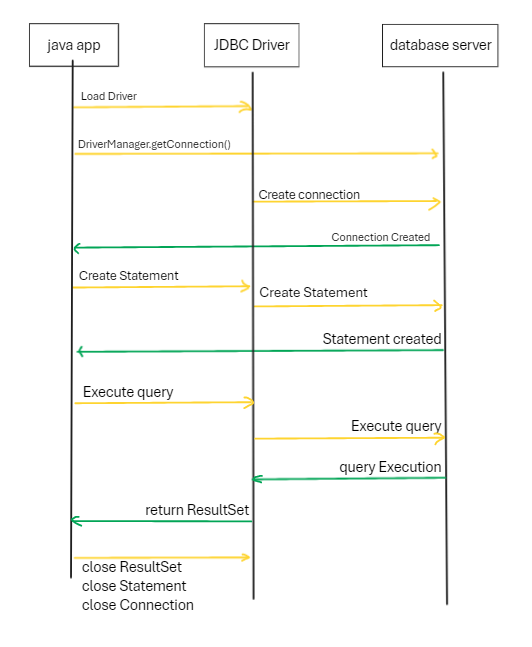 java app
JDBC Driver
database server
Load Driver
DriverManager.getConnection()
Create connection
Connection Created
Create Statement
Create Statement
Statement created
Execute query
Execute query
query Execution
return ResultSet
close ResultSet
close Statement
close Connection